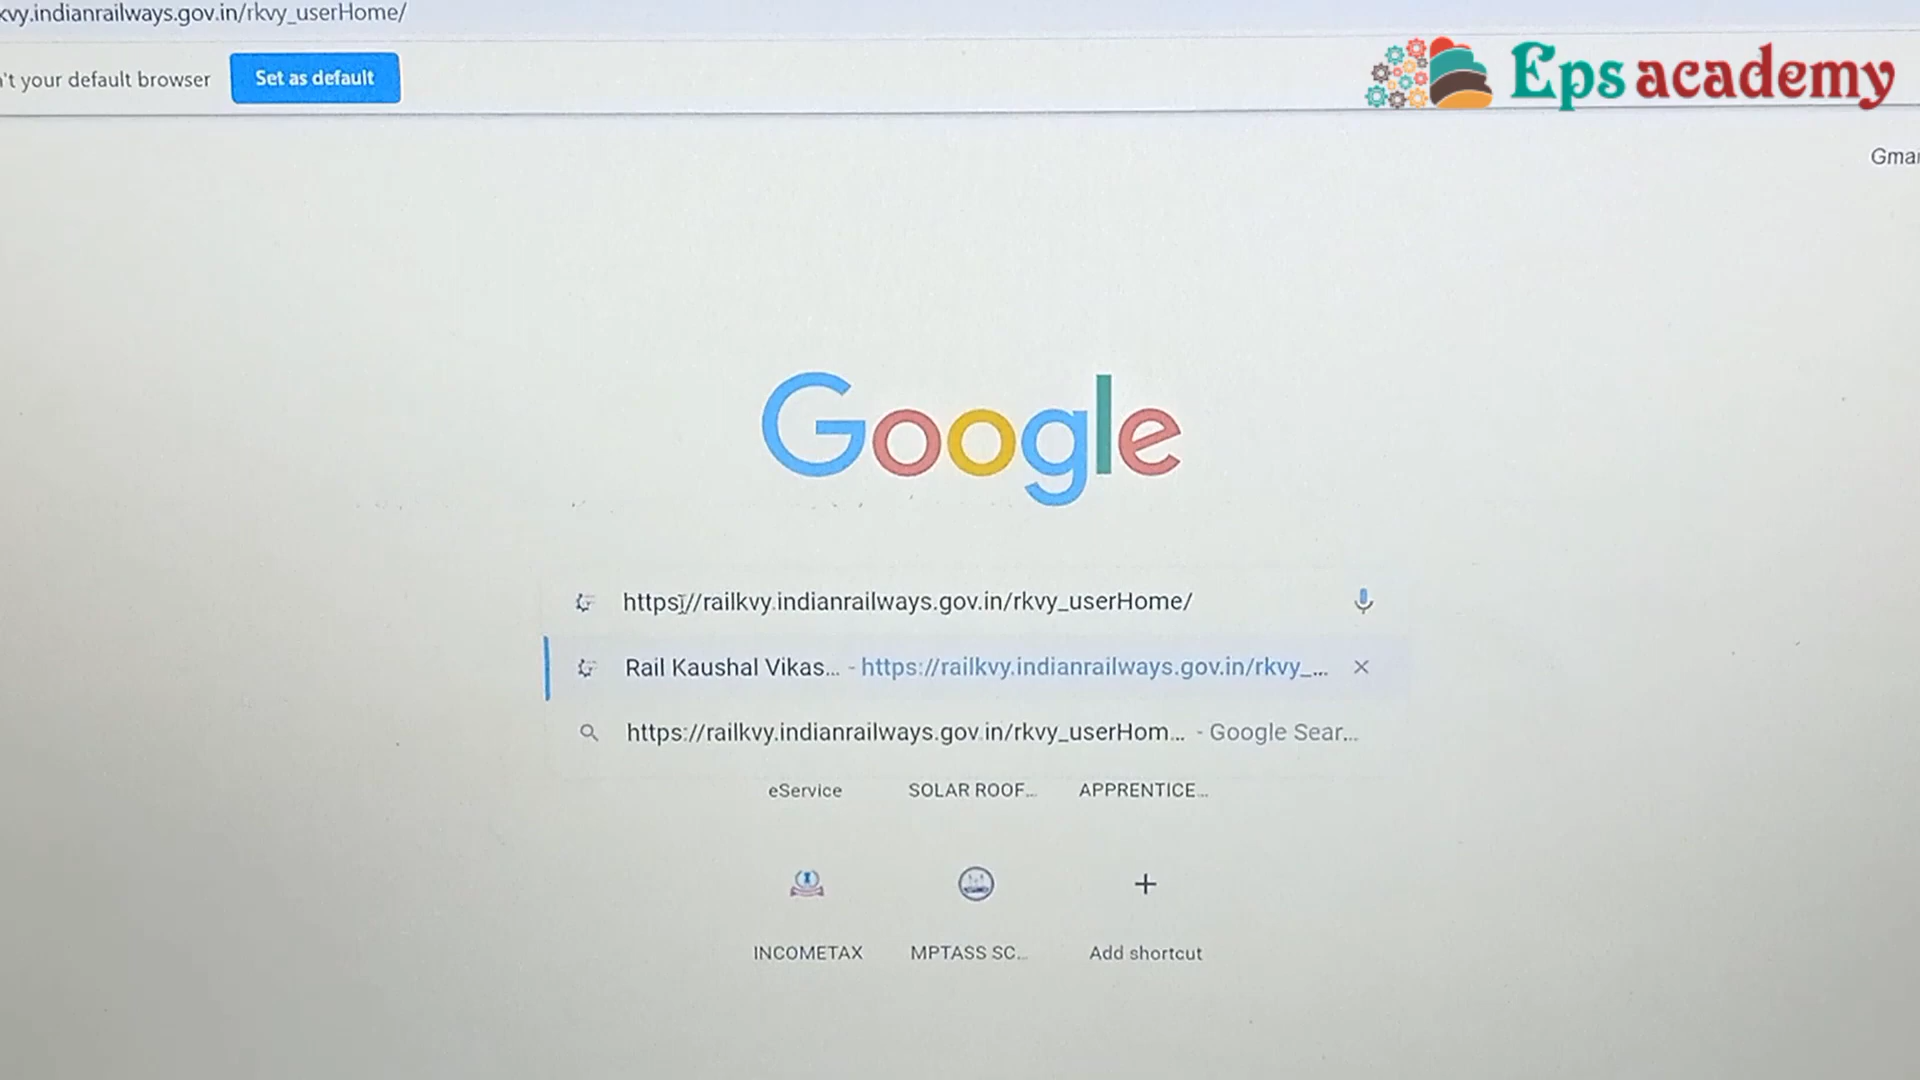 kvy.indianrailways.gov.in/rkvy_userHome/
't your default browser
Set as default
Eps academy
Gmai
Google
https://railkvy.indianrailways.gov.in/rkvy_userHome/
Rail Kaushal Vikas... - https://railkvy.indianrailways.gov.in/rkvy_...
https://railkvy.indianrailways.gov.in/rkvy_userHom... - Google Sear...
eService
SOLAR ROOF...
APPRENTICE...
INCOMETAX
MPTASS SC...
Add shortcut